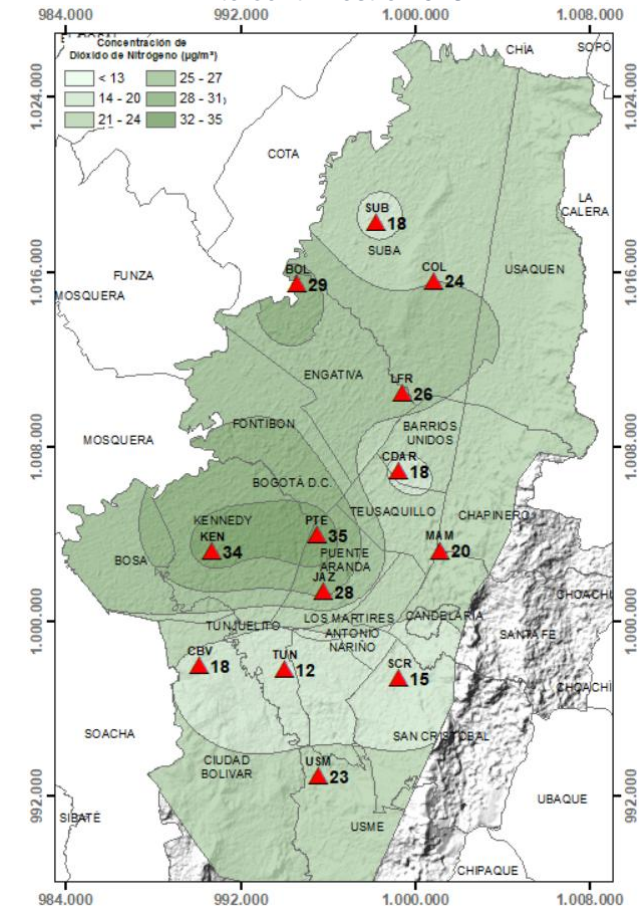 984.000 992.000 1.000.000 1.008.000
Concentración de
Dióxido de Nitrógeno (µg/m³)
< 13 25 - 27
14 - 20 28 - 31)
21 - 24 32 - 35
CHÍA
SOPÓ
1.024.000 1.024.000
COTA
LA
CALERA
SUB
18
SUBA
FUNZA
MOSQUERA
BOL
29
COL
24
USAQUEN
1.016.000 1.016.000
ENGATIVA
LFR
26
FONTIBON
BARRIOS
UNIDOS
MOSQUERA
1.008.000 1.008.000
CDAR
18
BOGOTÁ D.C.
TEUSAQUILLO
CHAPINERO
KENNEDY
KEN
34
PTE
35
PUENTE
ARANDA
MAM
20
BOSA
JAZ
28
CHOACHÍ
1.000.000 1.000.000
TUNJUELITO
LOS MARTIRES
CANDELARIA
ANTONIO
NARIÑO
SANTA FE
CBV
18
TUN
12
SCR
15
CHOACHÍ
SOACHA
SAN CRISTOBAL
CIUDAD
BOLIVAR
USM
23
UBAQUE
992.000 992.000
SIBATÉ
USME
CHIPAQUE
984.000 992.000 1.000.000 1.008.000